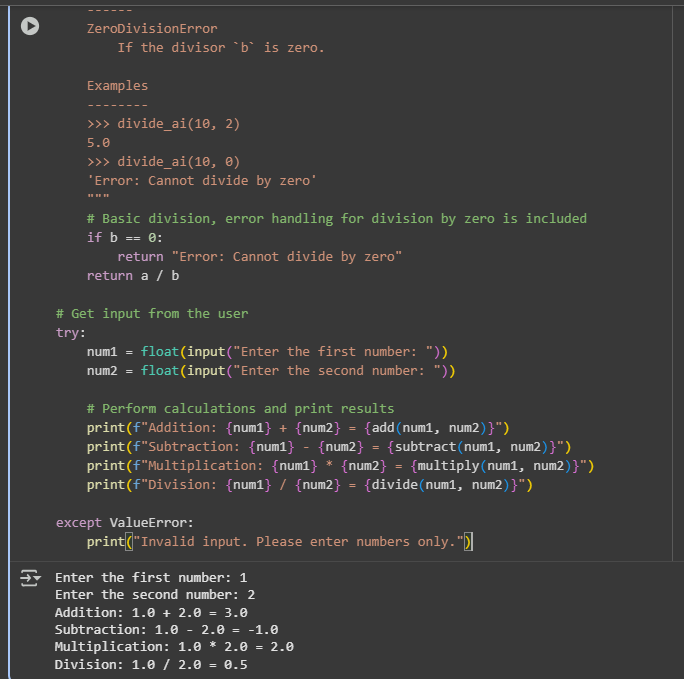 ------
ZeroDivisionError
    If the divisor `b` is zero.
Examples
--------
>>> divide_ai(10, 2)
5.0
>>> divide_ai(10, 0)
'Error: Cannot divide by zero'
"""
# Basic division, error handling for division by zero is included
if b == 0:
    return "Error: Cannot divide by zero"
return a / b
# Get input from the user
try:
    num1 = float(input("Enter the first number: "))
    num2 = float(input("Enter the second number: "))
    # Perform calculations and print results
    print(f"Addition: {num1} + {num2} = {add(num1, num2)}")
    print(f"Subtraction: {num1} - {num2} = {subtract(num1, num2)}")
    print(f"Multiplication: {num1} * {num2} = {multiply(num1, num2)}")
    print(f"Division: {num1} / {num2} = {divide(num1, num2)}")
except ValueError:
    print("Invalid input. Please enter numbers only.")
Enter the first number: 1
Enter the second number: 2
Addition: 1.0 + 2.0 = 3.0
Subtraction: 1.0 - 2.0 = -1.0
Multiplication: 1.0 * 2.0 = 2.0
Division: 1.0 / 2.0 = 0.5